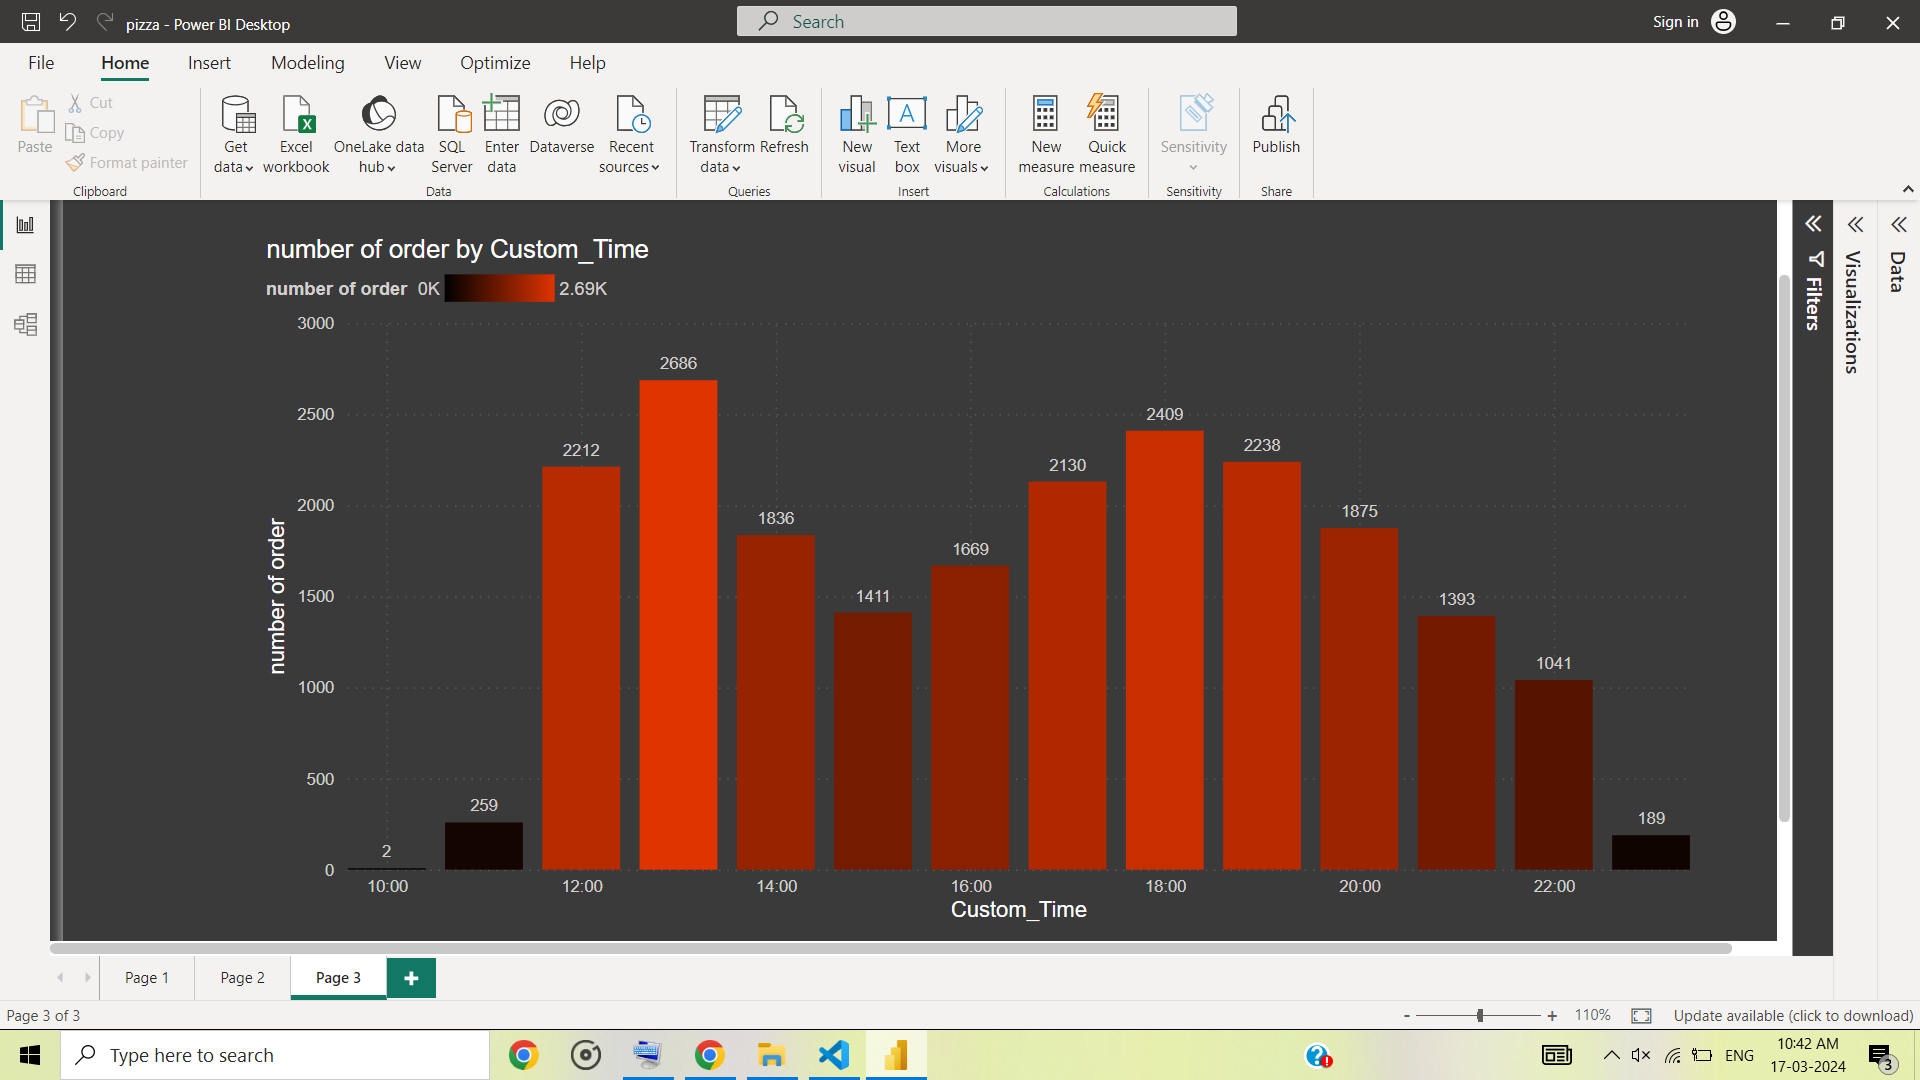 pizza - Power BI Desktop
Search
Sign in
File Home Insert Modeling View Optimize Help
Paste
Cut
Copy
Format painter
Clipboard
Get data
Excel workbook
OneLake data hub
SQL Server
Enter data
Dataverse
Recent sources
Data
Transform data
Refresh
Queries
New visual
Text box
More visuals
Insert
New measure
Quick measure
Calculations
Sensitivity
Sensitivity
Publish
Share
number of order by Custom_Time
number of order 0K 2.69K
3000
2500
2000
1500
1000
500
0
number of order
2
259
2212
2686
1836
1411
1669
2130
2409
2238
1875
1393
1041
189
10:00 12:00 14:00 16:00 18:00 20:00 22:00
Custom_Time
Filters
Visualizations
Data
Page 1 Page 2 Page 3 +
Page 3 of 3
- + 110%
Update available (click to download)
Type here to search
ENG
10:42 AM
17-03-2024
3